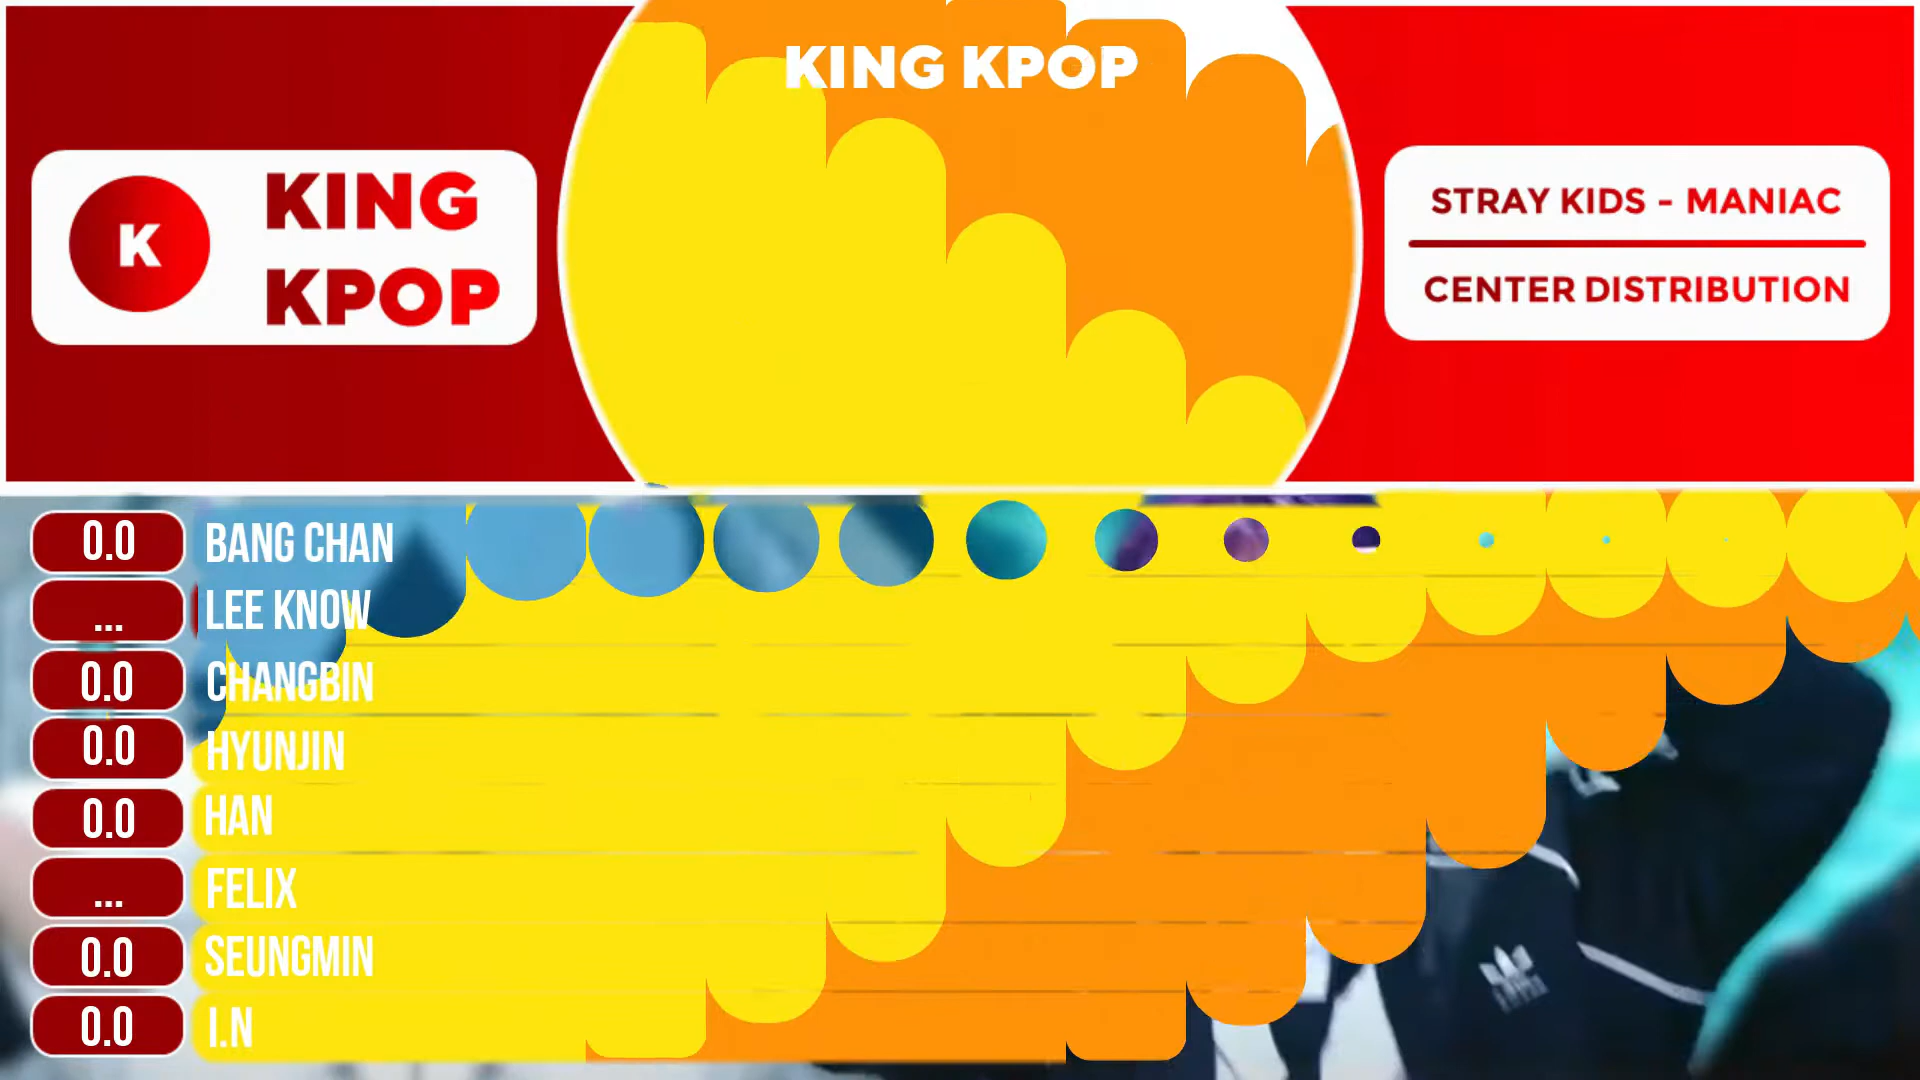 KING KPOP
K
KING
KPOP
STRAY KIDS - MANIAC
CENTER DISTRIBUTION
0.0 BANG CHAN
... LEE KNOW
0.0 CHANGBIN
0.0 HYUNJIN
0.0 HAN
... FELIX
0.0 SEUNGMIN
0.0 I.N